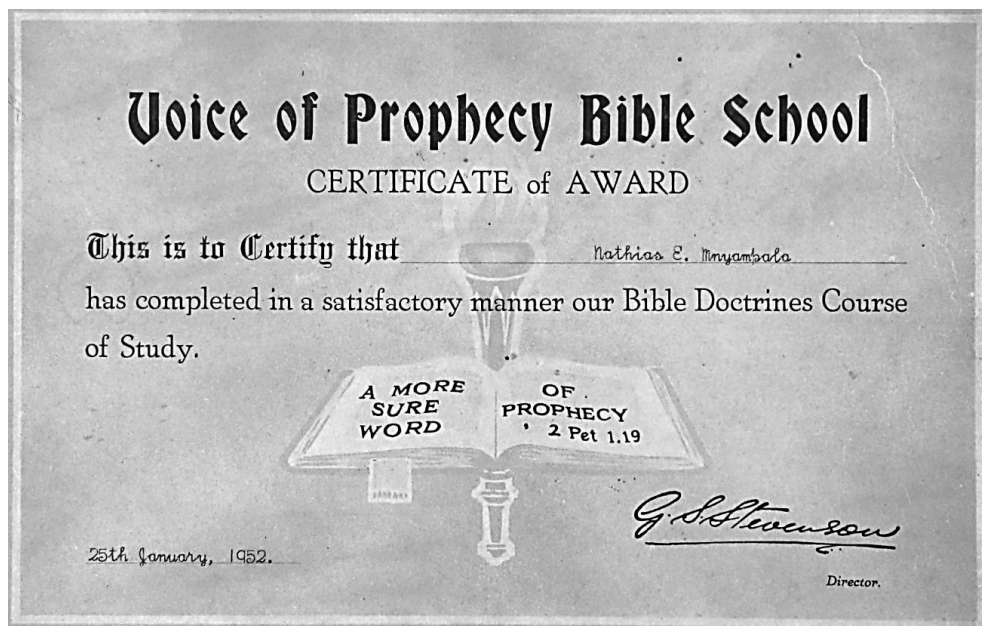 Voice of Prophecy Bible School
CERTIFICATE of AWARD
This is to Certify that Nathias E. Mnyambala
has completed in a satisfactory manner our Bible Doctrines Course
of Study.
A MORE
SURE
WORD
OF
PROPHECY
2 Pet 1.19
G. S. Stevenson
25th January, 1952.
Director.